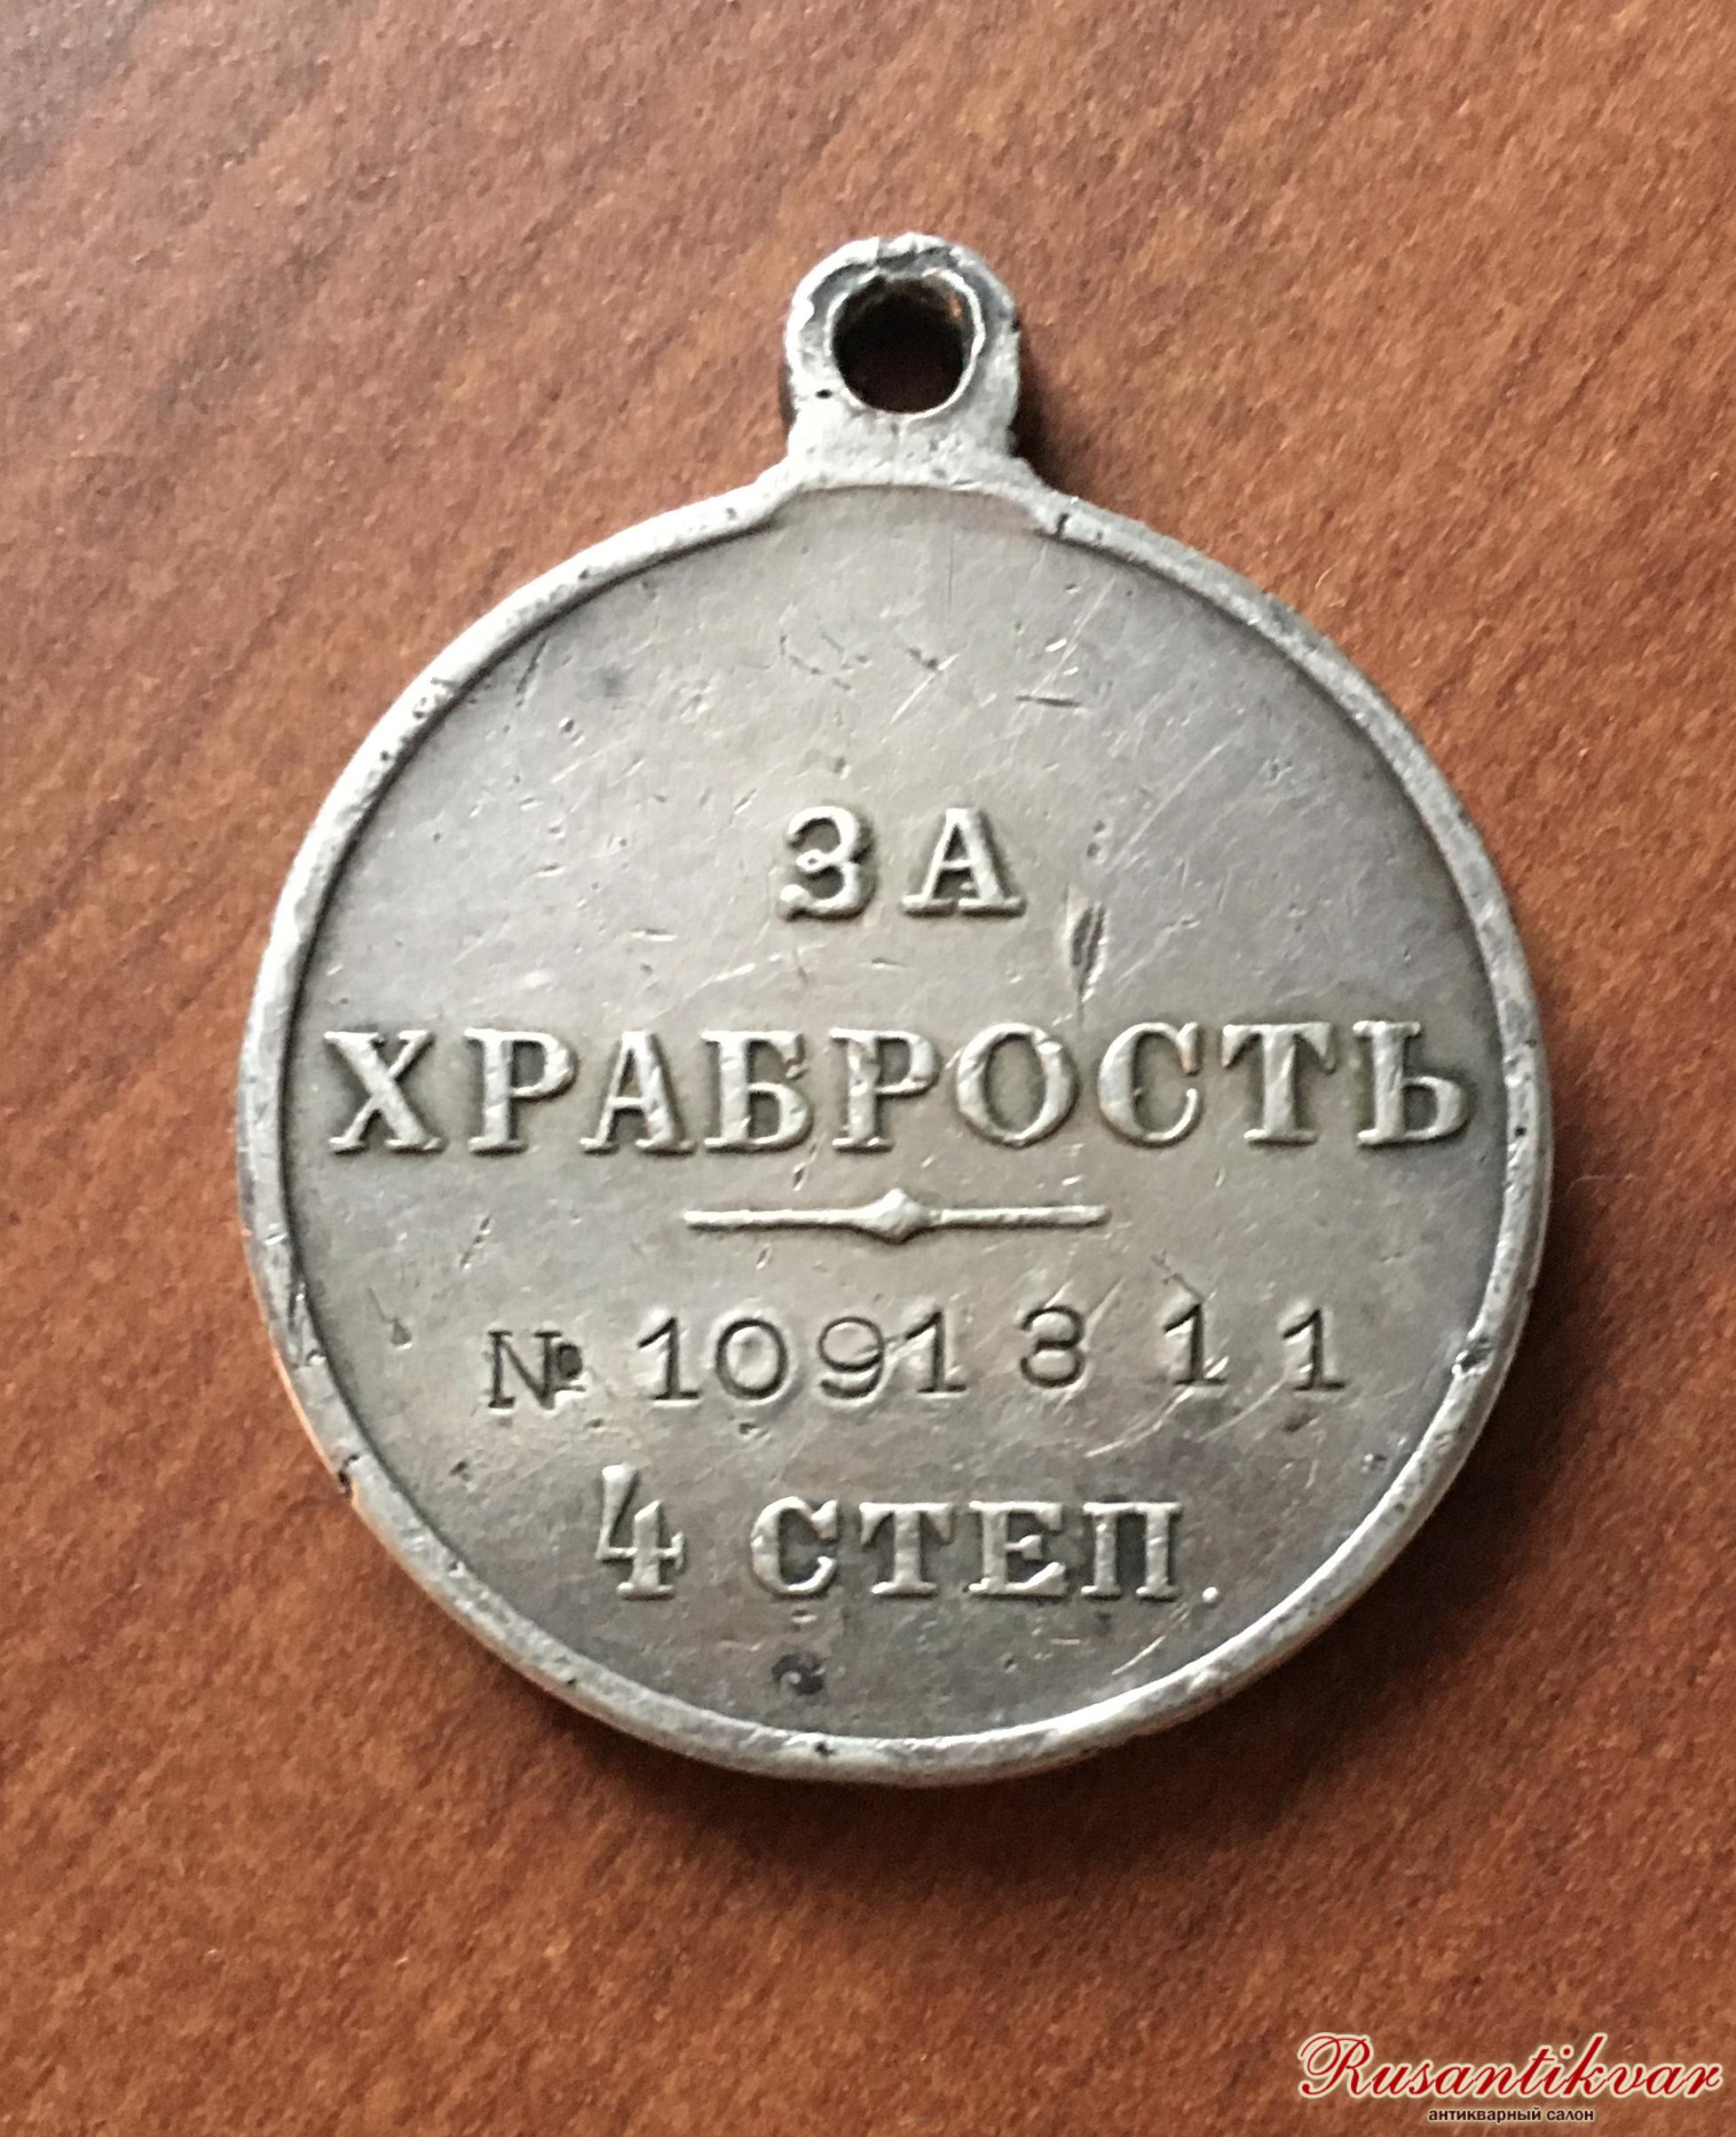 ЗА
ХРАБРОСТЬ
№ 1091311
4 СТЕП.
Rusantikvar
антикварный салон